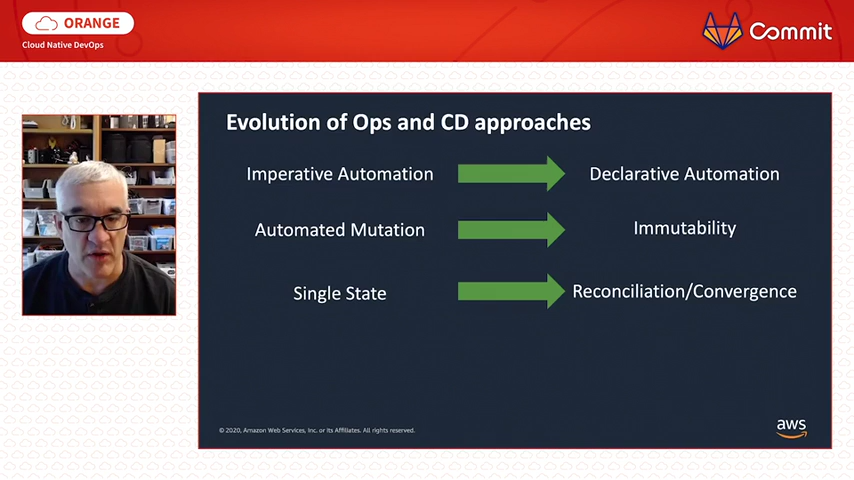 ORANGE
Cloud Native DevOps
Commit
Evolution of Ops and CD approaches
Imperative Automation
Declarative Automation
Automated Mutation
Immutability
Single State
Reconciliation/Convergence
© 2020, Amazon Web Services, Inc. or its Affiliates. All rights reserved.
aws